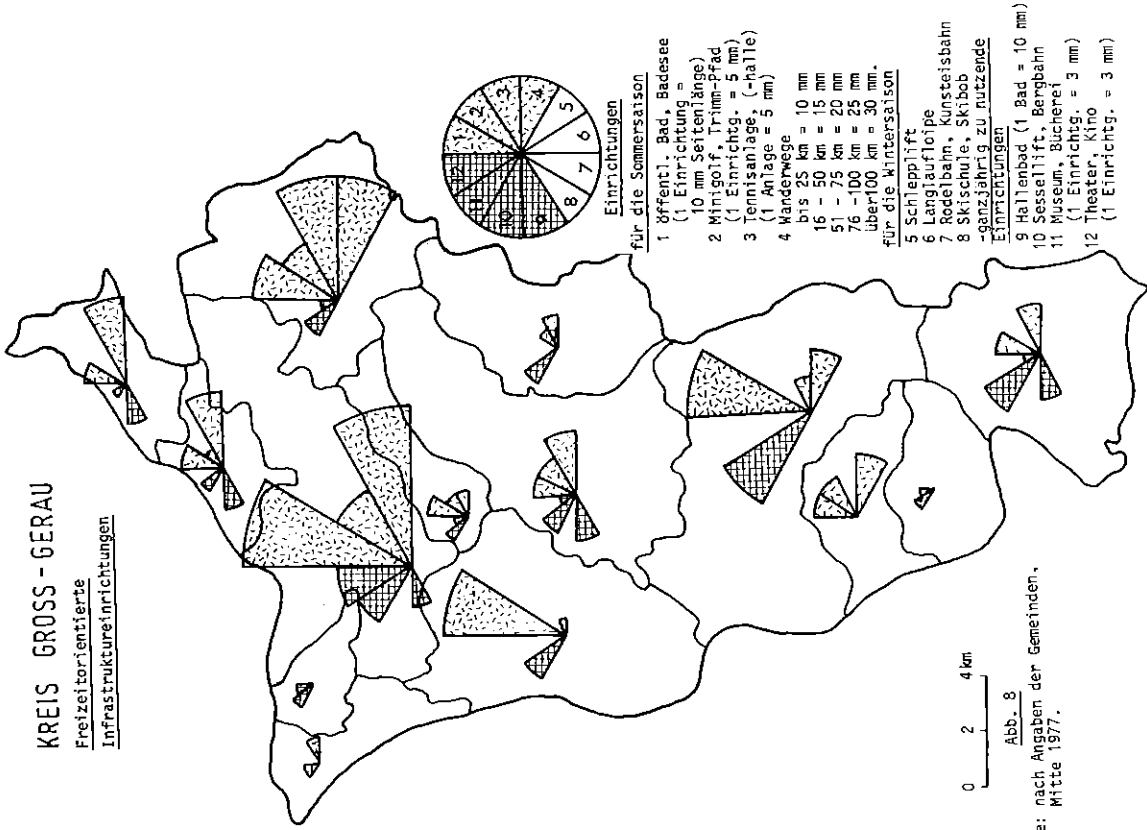 KREIS GROSS-GERAU
Freizeitorientierte
Infrastruktureinrichtungen
1
2
3
4
5
6
7
8
9
10
11
12
Einrichtungen
für die Sommersaison
1 öffentl. Bad, Badesee
(1 Einrichtung =
10 mm Seitenlänge)
2 Minigolf, Trimm-Pfad
(1 Einrichtg. = 5 mm)
3 Tennisanlage, (-halle)
(1 Anlage = 5 mm)
4 Wanderwege
bis 25 km = 10 mm
16 - 50 km = 15 mm
51 - 75 km = 20 mm
76 -100 km = 25 mm
über100 km = 30 mm.
für die Wintersaison
5 Schlepplift
6 Langlaufloipe
7 Rodelbahn, Kunsteisbahn
8 Skischule, Skibob
-ganzjährig zu nutzende
Einrichtungen
9 Hallenbad (1 Bad = 10 mm)
10 Sessellift, Bergbahn
11 Museum, Bücherei
(1 Einrichtg. = 3 mm)
12 Theater, Kino
(1 Einrichtg. = 3 mm)
0 2 4 km
Abb. 8
e: nach Angaben der Gemeinden,
Mitte 1977.